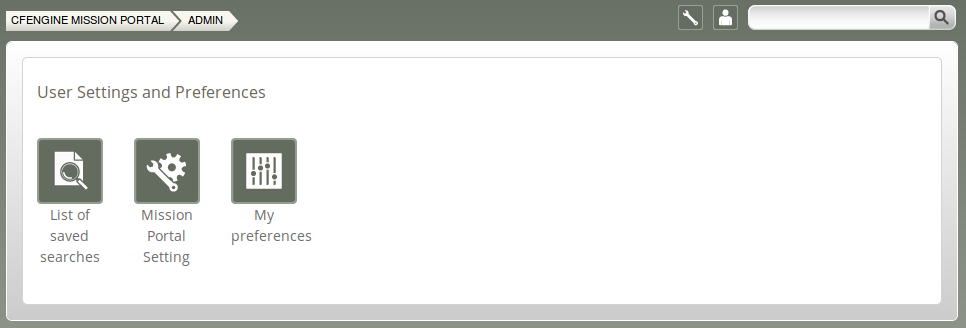 CFENGINE MISSION PORTAL
ADMIN
User Settings and Preferences
List of
saved
searches
Mission
Portal
Setting
My
preferences